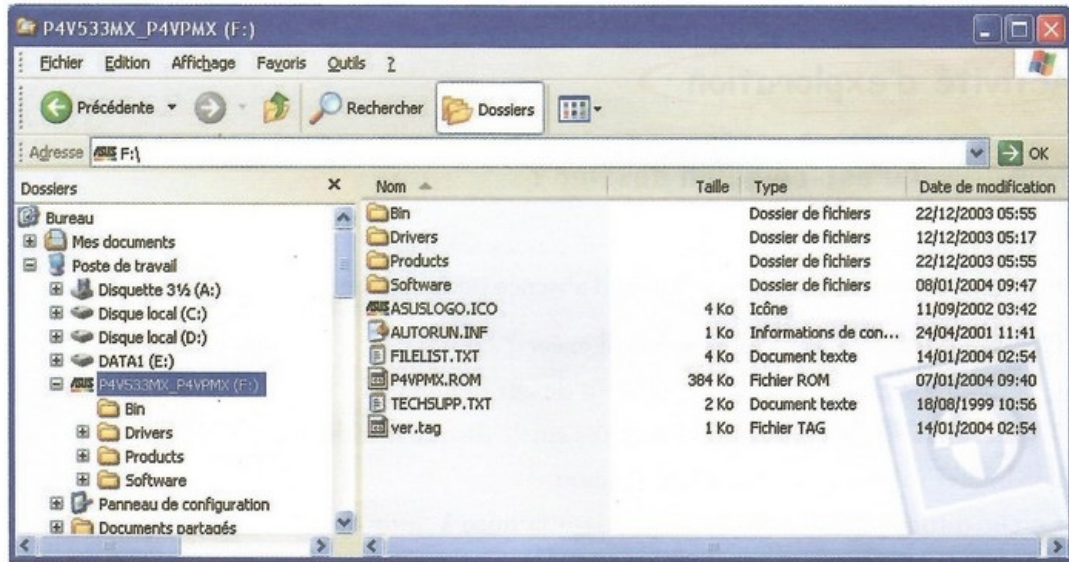 P4V533MX_P4VPMX (F:)
Fichier Edition Affichage Favoris Outils ?
Précédente Rechercher Dossiers
Adresse ASUS F:\ OK
Dossiers
Bureau
Mes documents
Poste de travail
Disquette 3½ (A:)
Disque local (C:)
Disque local (D:)
DATA1 (E:)
ASUS P4V533MX_P4VPMX (F:)
Bin
Drivers
Products
Software
Panneau de configuration
Documents partagés
Nom Taille Type Date de modification
Bin Dossier de fichiers 22/12/2003 05:55
Drivers Dossier de fichiers 12/12/2003 05:17
Products Dossier de fichiers 22/12/2003 05:55
Software Dossier de fichiers 08/01/2004 09:47
ASUS ASUSLOGO.ICO 4 Ko Icône 11/09/2002 03:42
AUTORUN.INF 1 Ko Informations de con... 24/04/2001 11:41
FILELIST.TXT 4 Ko Document texte 14/01/2004 02:54
P4VPMX.ROM 384 Ko Fichier ROM 07/01/2004 09:40
TECHSUPP.TXT 2 Ko Document texte 18/08/1999 10:56
ver.tag 1 Ko Fichier TAG 14/01/2004 02:54